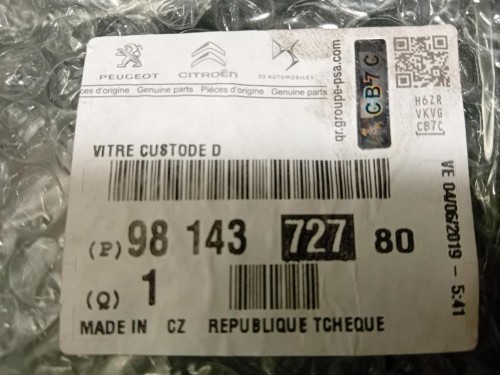 PEUGEOT CITROËN DS AUTOMOBILES
ces d'origine Genuine parts Pièces d'origine Genuine parts
qr.groupe-psa.com
CB7C
H6ZR
VKVG
CB7C
VITRE CUSTODE D
(P) 98 143 727 80
(Q) 1
MADE IN CZ REPUBLIQUE TCHEQUE
VE 04/06/2019 - 5:41